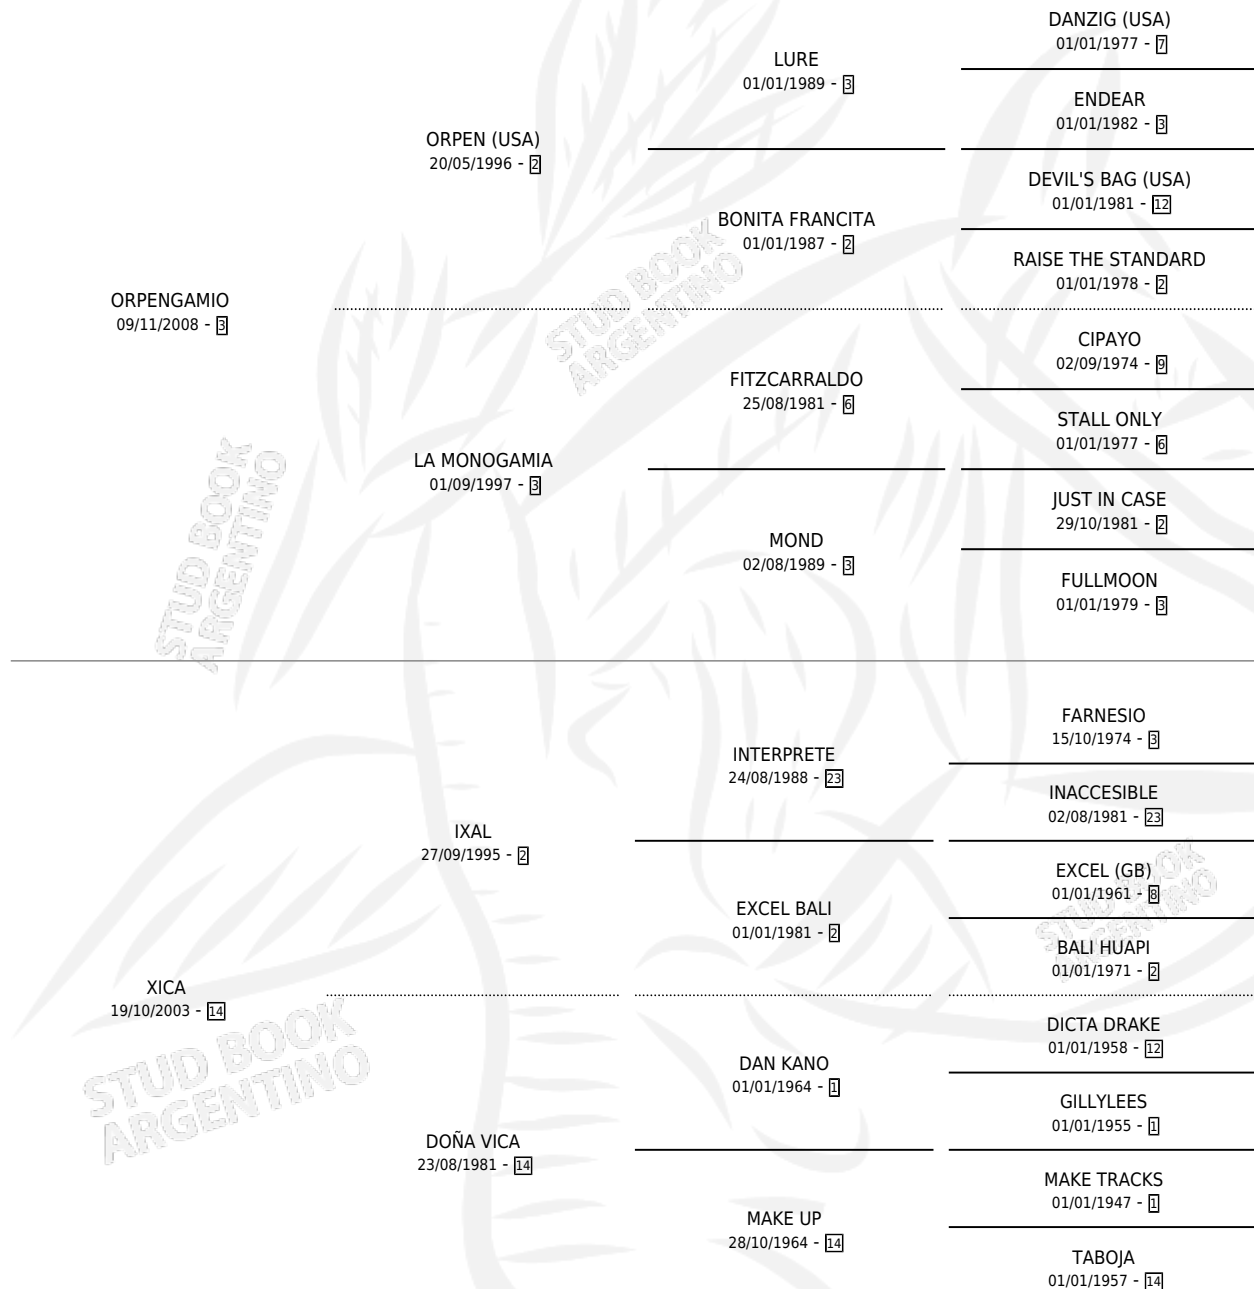 DANZIG (USA)
01/01/1977 - 7
LURE
01/01/1989 - 3
ENDEAR
01/01/1982 - 3
ORPEN (USA)
20/05/1996 - 2
DEVIL'S BAG (USA)
01/01/1981 - 12
BONITA FRANCITA
01/01/1987 - 2
RAISE THE STANDARD
01/01/1978 - 2
ORPENGAMIO
09/11/2008 - 3
STUD BOOK
ARGENTINO
CIPAYO
02/09/1974 - 9
FITZCARRALDO
25/08/1981 - 6
STALL ONLY
01/01/1977 - 6
LA MONOGAMIA
01/09/1997 - 3
JUST IN CASE
29/10/1981 - 2
MOND
02/08/1989 - 3
FULLMOON
01/01/1979 - 3
STUD BOOK
ARGENTINO
FARNESIO
15/10/1974 - 3
INTERPRETE
24/08/1988 - 23
INACCESIBLE
02/08/1981 - 23
IXAL
27/09/1995 - 2
EXCEL (GB)
01/01/1961 - 8
EXCEL BALI
01/01/1981 - 2
STUD BOOK
ARGENTINO
BALI HUAPI
01/01/1971 - 2
XICA
19/10/2003 - 14
DICTA DRAKE
01/01/1958 - 12
DAN KANO
01/01/1964 - 1
STUD BOOK
ARGENTINO
GILLYLEES
01/01/1955 - 1
DOÑA VICA
23/08/1981 - 14
MAKE TRACKS
01/01/1947 - 1
MAKE UP
28/10/1964 - 14
TABOJA
01/01/1957 - 14